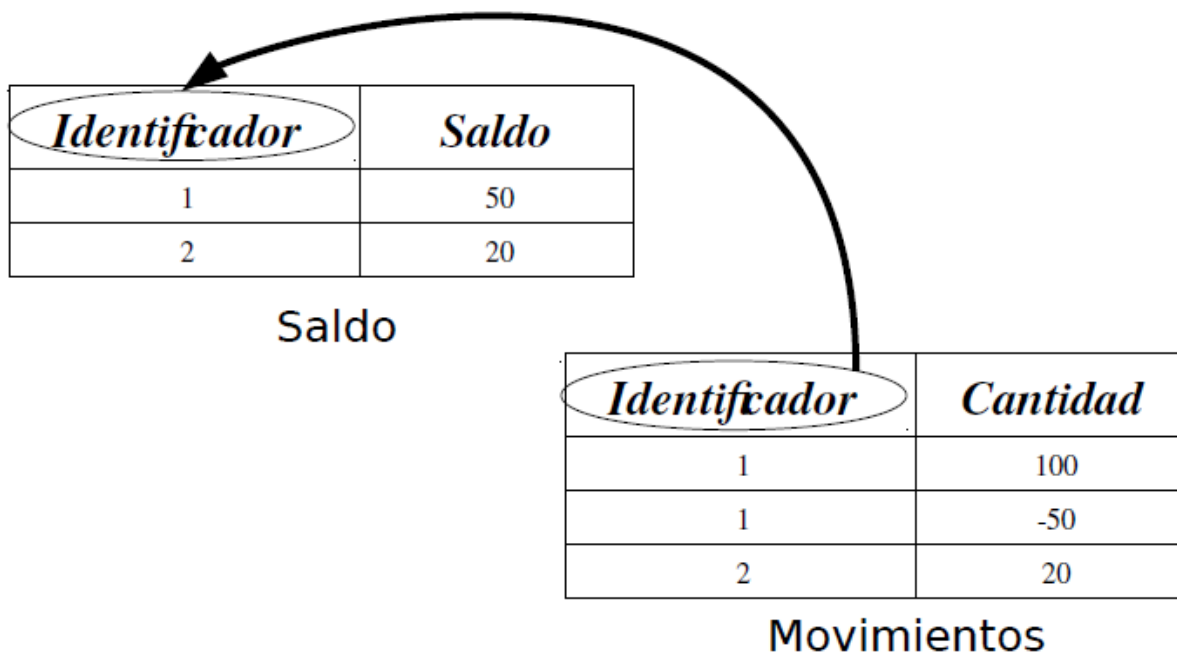 Identificador Saldo
1 50
2 20
Saldo
Identificador Cantidad
1 100
1 -50
2 20
Movimientos